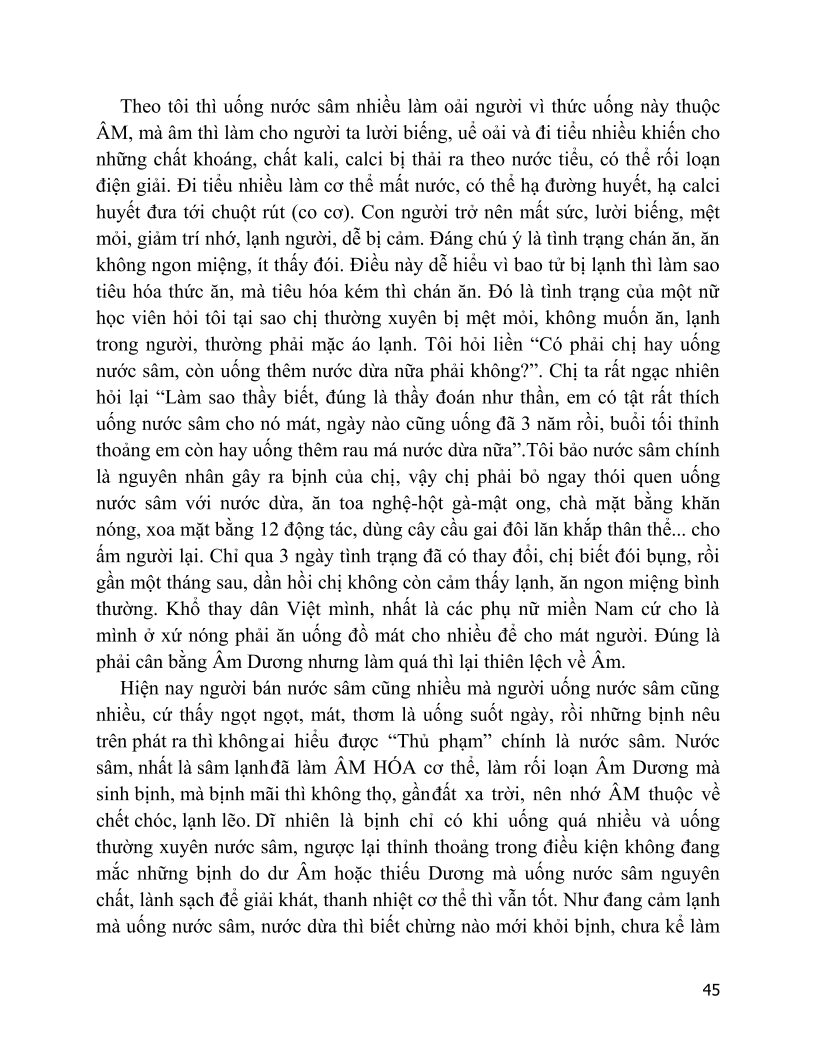 Theo tôi thì uống nước sâm nhiều làm oải người vì thức uống này thuộc
ÂM, mà âm thì làm cho người ta lười biếng, uể oải và đi tiểu nhiều khiến cho
những chất khoáng, chất kali, calci bị thải ra theo nước tiểu, có thể rối loạn
điện giải. Đi tiểu nhiều làm cơ thể mất nước, có thể hạ đường huyết, hạ calci
huyết đưa tới chuột rút (co cơ). Con người trở nên mất sức, lười biếng, mệt
mỏi, giảm trí nhớ, lạnh người, dễ bị cảm. Đáng chú ý là tình trạng chán ăn, ăn
không ngon miệng, ít thấy đói. Điều này dễ hiểu vì bao tử bị lạnh thì làm sao
tiêu hóa thức ăn, mà tiêu hóa kém thì chán ăn. Đó là tình trạng của một nữ
học viên hỏi tôi tại sao chị thường xuyên bị mệt mỏi, không muốn ăn, lạnh
trong người, thường phải mặc áo lạnh. Tôi hỏi liền “Có phải chị hay uống
nước sâm, còn uống thêm nước dừa nữa phải không?”. Chị ta rất ngạc nhiên
hỏi lại “Làm sao thầy biết, đúng là thầy đoán như thần, em có tật rất thích
uống nước sâm cho nó mát, ngày nào cũng uống đã 3 năm rồi, buổi tối thỉnh
thoảng em còn hay uống thêm rau má nước dừa nữa”.Tôi bảo nước sâm chính
là nguyên nhân gây ra bịnh của chị, vậy chị phải bỏ ngay thói quen uống
nước sâm với nước dừa, ăn toa nghệ-hột gà-mật ong, chà mặt bằng khăn
nóng, xoa mặt bằng 12 động tác, dùng cây cầu gai đôi lăn khắp thân thể... cho
ấm người lại. Chỉ qua 3 ngày tình trạng đã có thay đổi, chị biết đói bụng, rồi
gần một tháng sau, dần hồi chị không còn cảm thấy lạnh, ăn ngon miệng bình
thường. Khổ thay dân Việt mình, nhất là các phụ nữ miền Nam cứ cho là
mình ở xứ nóng phải ăn uống đồ mát cho nhiều để cho mát người. Đúng là
phải cân bằng Âm Dương nhưng làm quá thì lại thiên lệch về Âm.
Hiện nay người bán nước sâm cũng nhiều mà người uống nước sâm cũng
nhiều, cứ thấy ngọt ngọt, mát, thơm là uống suốt ngày, rồi những bịnh nêu
trên phát ra thì không ai hiểu được “Thủ phạm” chính là nước sâm. Nước
sâm, nhất là sâm lạnh đã làm ÂM HÓA cơ thể, làm rối loạn Âm Dương mà
sinh bịnh, mà bịnh mãi thì không thọ, gần đất xa trời, nên nhớ ÂM thuộc về
chết chóc, lạnh lẽo. Dĩ nhiên là bịnh chỉ có khi uống quá nhiều và uống
thường xuyên nước sâm, ngược lại thỉnh thoảng trong điều kiện không đang
mắc những bịnh do dư Âm hoặc thiếu Dương mà uống nước sâm nguyên
chất, lành sạch để giải khát, thanh nhiệt cơ thể thì vẫn tốt. Như đang cảm lạnh
mà uống nước sâm, nước dừa thì biết chừng nào mới khỏi bịnh, chưa kể làm
45